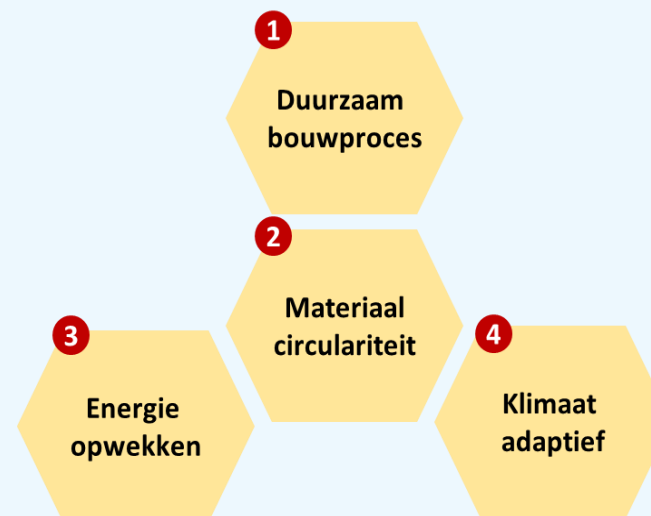 1
Duurzaam
bouwproces
2
Materiaal
circulariteit
3
Energie
opwekken
4
Klimaat
adaptief